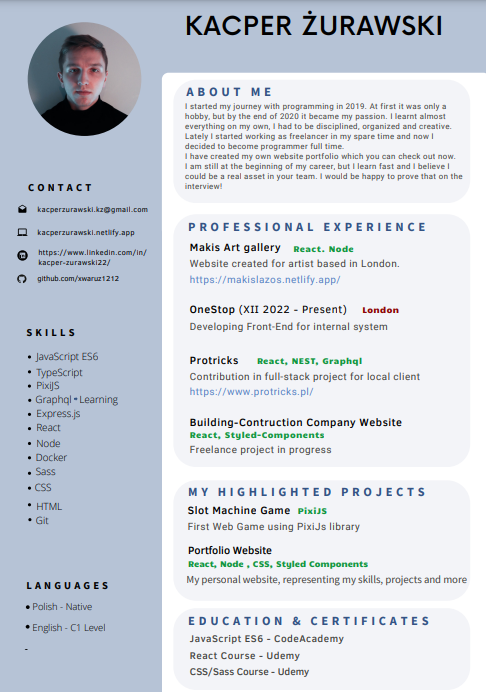 KACPER ŻURAWSKI
CONTACT
kacperzurawski.kz@gmail.com
kacperzurawski.netlify.app
https://www.linkedin.com/in/
kacper-zurawski22/
github.com/xwaruz1212
SKILLS
• JavaScript ES6
• TypeScript
• PixiJS
• Graphql - Learning
• Express.js
• React
• Node
• Docker
• Sass
• CSS
• HTML
• Git
LANGUAGES
• Polish - Native
• English - C1 Level
-
ABOUT ME
I started my journey with programming in 2019. At first it was only a
hobby, but by the end of 2020 it became my passion. I learnt almost
everything on my own, I had to be disciplined, organized and creative.
Lately I started working as freelancer in my spare time and now I
decided to become programmer full time.
I have created my own website portfolio which you can check out now.
I am still at the beginning of my career, but I learn fast and I believe I
could be a real asset in your team. I would be happy to prove that on the
interview!
PROFESSIONAL EXPERIENCE
Makis Art gallery React. Node
Website created for artist based in London.
https://makislazos.netlify.app/
OneStop (XII 2022 - Present) London
Developing Front-End for internal system
Protricks React, NEST, Graphql
Contribution in full-stack project for local client
https://www.protricks.pl/
Building-Contruction Company Website
React, Styled-Components
Freelance project in progress
MY HIGHLIGHTED PROJECTS
Slot Machine Game PixiJS
First Web Game using PixiJs library
Portfolio Website
React, Node , CSS, Styled Components
My personal website, representing my skills, projects and more
EDUCATION & CERTIFICATES
JavaScript ES6 - CodeAcademy
React Course - Udemy
CSS/Sass Course - Udemy